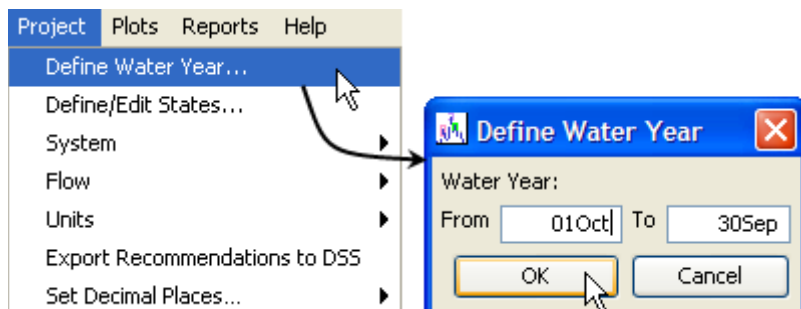 Project Plots Reports Help
Define Water Year...
Define/Edit States...
System
Flow
Units
Export Recommendations to DSS
Set Decimal Places...
Define Water Year
Water Year:
From 01Oct To 30Sep
OK Cancel